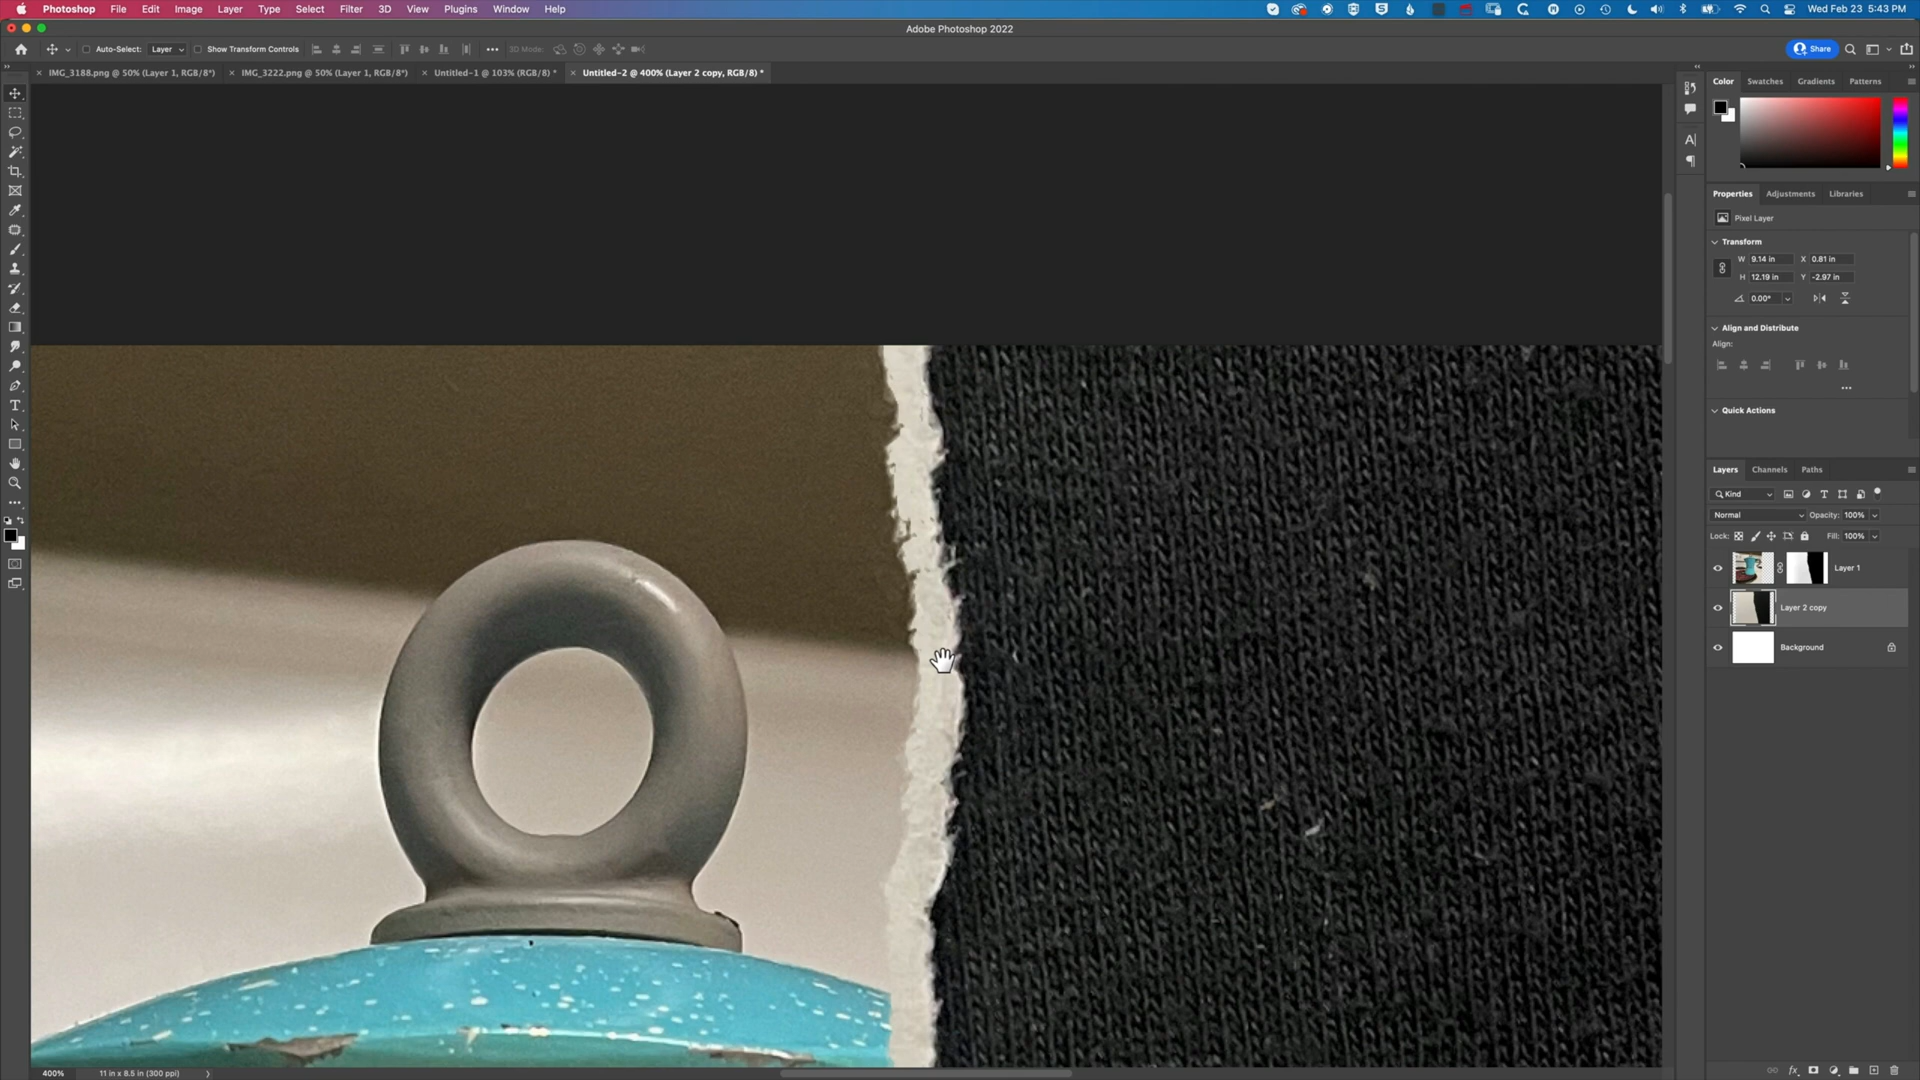 Photoshop File Edit Image Layer Type Select Filter 3D View Plugins Window Help Wed Feb 23 5:43 PM
Adobe Photoshop 2022
Auto-Select: Layer Show Transform Controls 3D Mode: Share
IMG_3188.png @ 50% (Layer 1, RGB/8*) IMG_3222.png @ 50% (Layer 1, RGB/8*) Untitled-1 @ 103% (RGB/8) * Untitled-2 @ 400% (Layer 2 copy, RGB/8) *
Color Swatches Gradients Patterns
Properties Adjustments Libraries
Pixel Layer
Transform
W 9.14 in X 0.81 in
H 12.19 in Y -2.97 in
0.00°
Align and Distribute
Align:
Quick Actions
Layers Channels Paths
Kind
Normal Opacity: 100%
Lock: Fill: 100%
Layer 1
Layer 2 copy
Background
400% 11 in x 8.5 in (300 ppi)